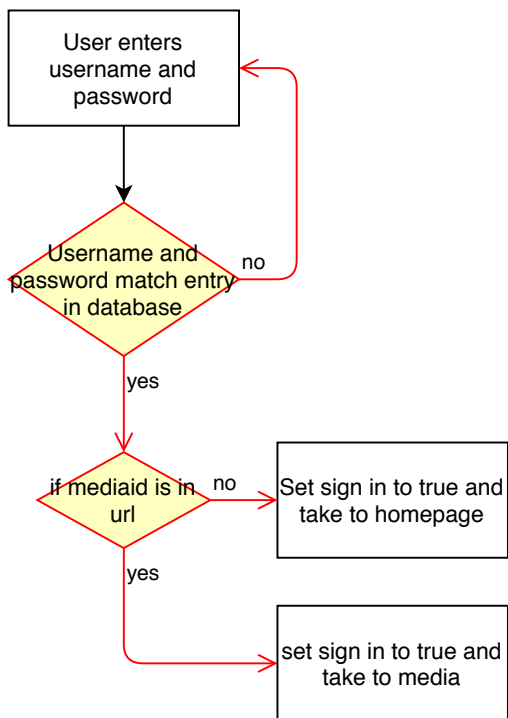 User enters
username and
password
Username and
password match entry
in database
no
yes
if mediaid is in
url
no
Set sign in to true and
take to homepage
yes
set sign in to true and
take to media